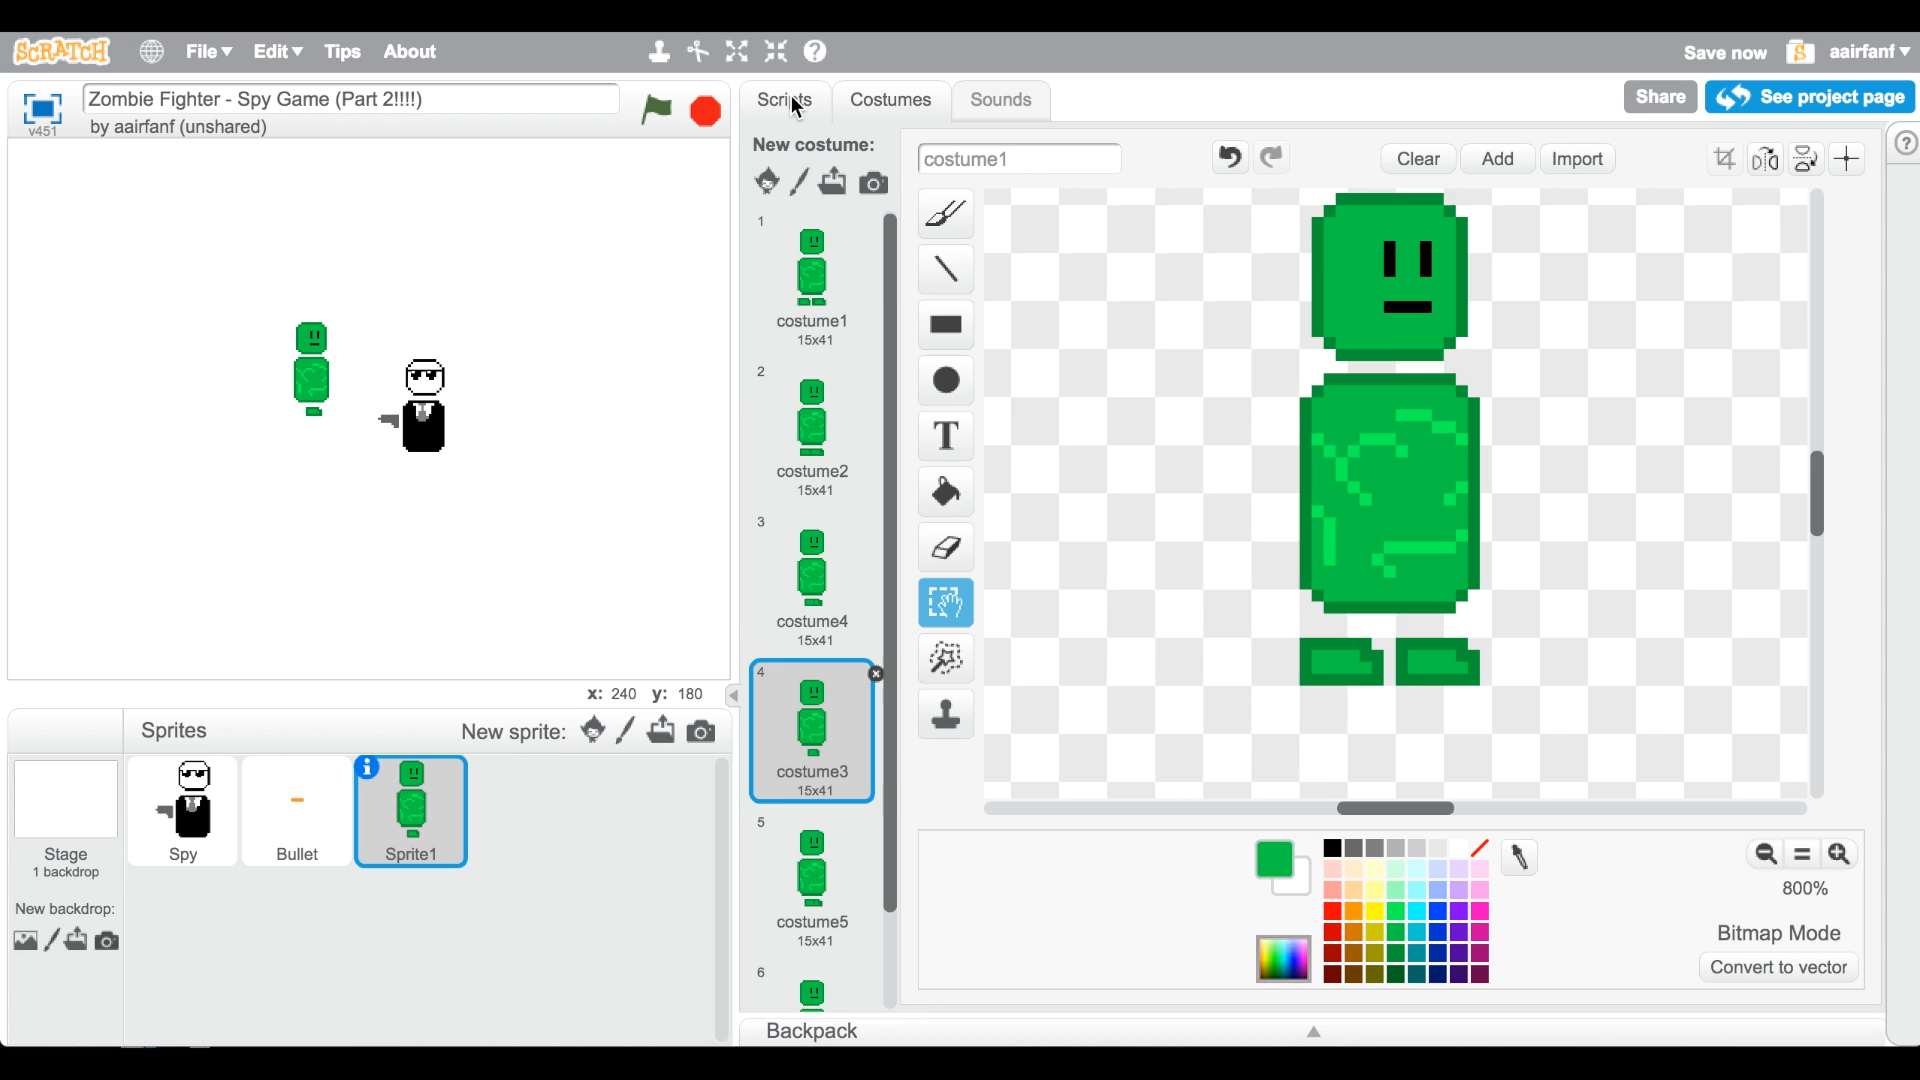 SCRATCH File Edit Tips About Save now aairfanf
v451
Zombie Fighter - Spy Game (Part 2!!!!)
by aairfanf (unshared)
Scripts Costumes Sounds
Share See project page
New costume:
costume1
Clear Add Import
T
1
costume1
15x41
2
costume2
15x41
3
costume4
15x41
4
costume3
15x41
5
costume5
15x41
6
x: 240 y: 180
Sprites New sprite:
Spy Bullet Sprite1
Stage
1 backdrop
New backdrop:
800%
Bitmap Mode
Convert to vector
Backpack